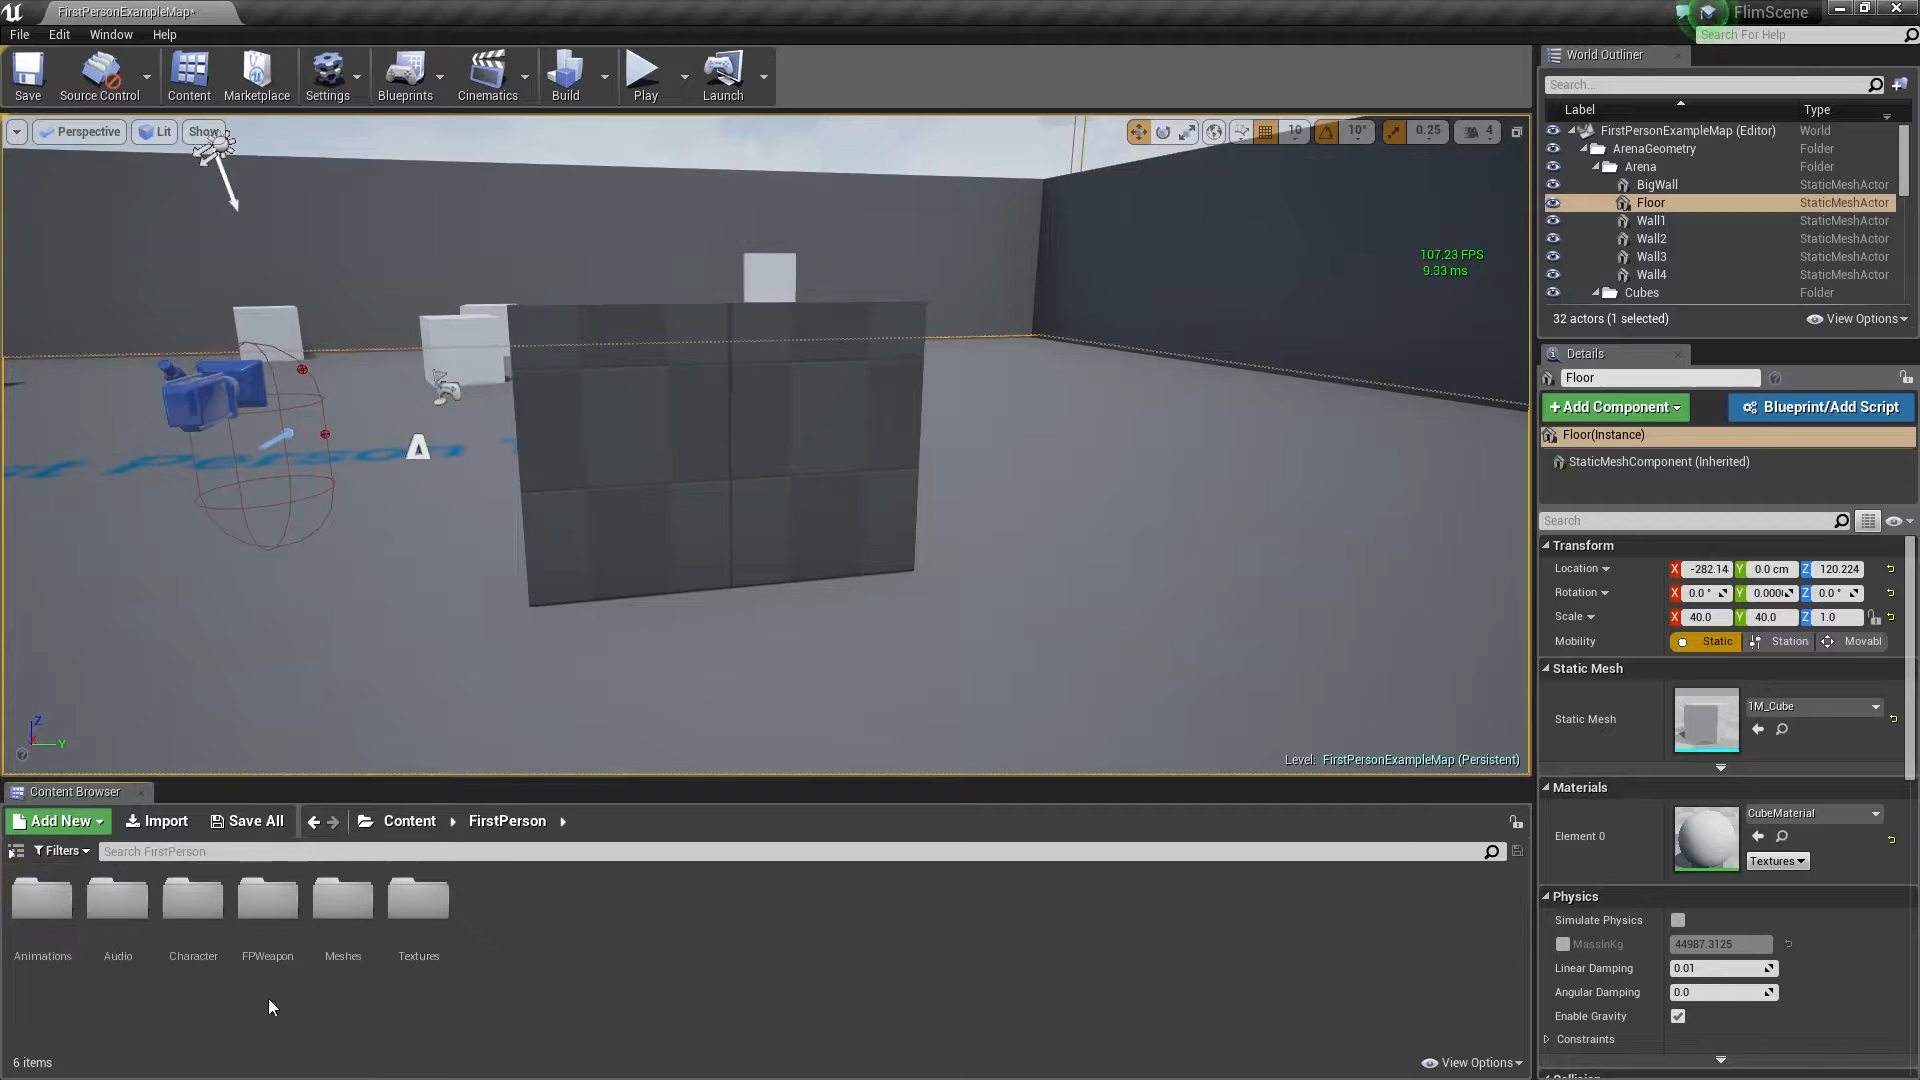 FirstPersonExampleMap*
FlimScene
File Edit Window Help
Search For Help
Save Source Control Content Marketplace Settings Blueprints Cinematics Build Play Launch
Perspective Lit Show
10 10° 0.25 4
107.23 FPS
9.33 ms
A
Z
Y
Level: FirstPersonExampleMap (Persistent)
World Outliner
Search...
Label Type
FirstPersonExampleMap (Editor) World
ArenaGeometry Folder
Arena Folder
BigWall StaticMeshActor
Floor StaticMeshActor
Wall1 StaticMeshActor
Wall2 StaticMeshActor
Wall3 StaticMeshActor
Wall4 StaticMeshActor
Cubes Folder
32 actors (1 selected) View Options
Details
Floor
+Add Component Blueprint/Add Script
Floor(Instance)
StaticMeshComponent (Inherited)
Search
Transform
Location X -282.14 Y 0.0 cm Z 120.224
Rotation X 0.0 ° Y 0.000 Z 0.0 °
Scale X 40.0 Y 40.0 Z 1.0
Mobility Static Station Movabl
Static Mesh
Static Mesh 1M_Cube
Materials
Element 0 CubeMaterial
Textures
Physics
Simulate Physics
MassInKg 44987.3125
Linear Damping 0.01
Angular Damping 0.0
Enable Gravity
Constraints
Content Browser
Add New Import Save All Content FirstPerson
Filters Search FirstPerson
Animations Audio Character FPWeapon Meshes Textures
6 items View Options